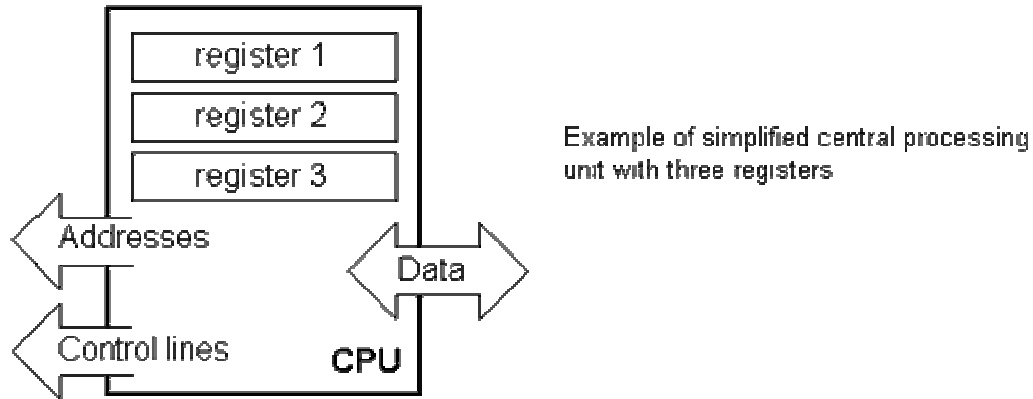 register 1
register 2
register 3
Addresses
Data
Control lines
CPU
Example of simplified central processing
unit with three registers